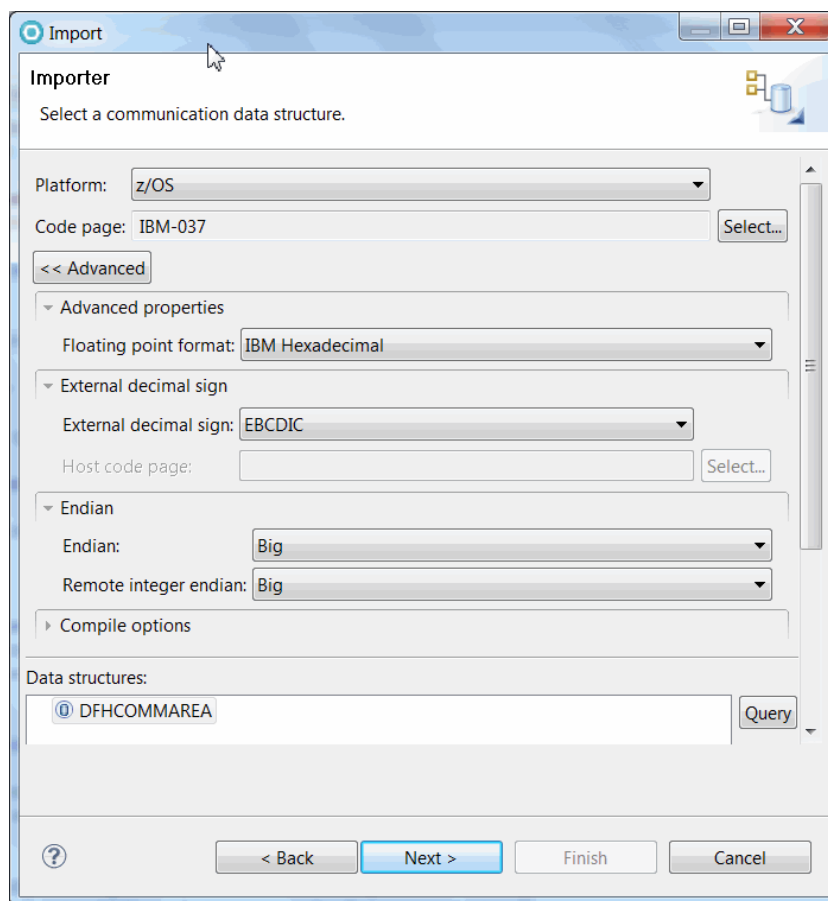 Import
Importer
Select a communication data structure.
Platform: z/OS
Code page: IBM-037 Select...
<< Advanced
Advanced properties
Floating point format: IBM Hexadecimal
External decimal sign
External decimal sign: EBCDIC
Host code page: Select...
Endian
Endian: Big
Remote integer endian: Big
Compile options
Data structures:
DFHCOMMAREA Query
? < Back Next > Finish Cancel